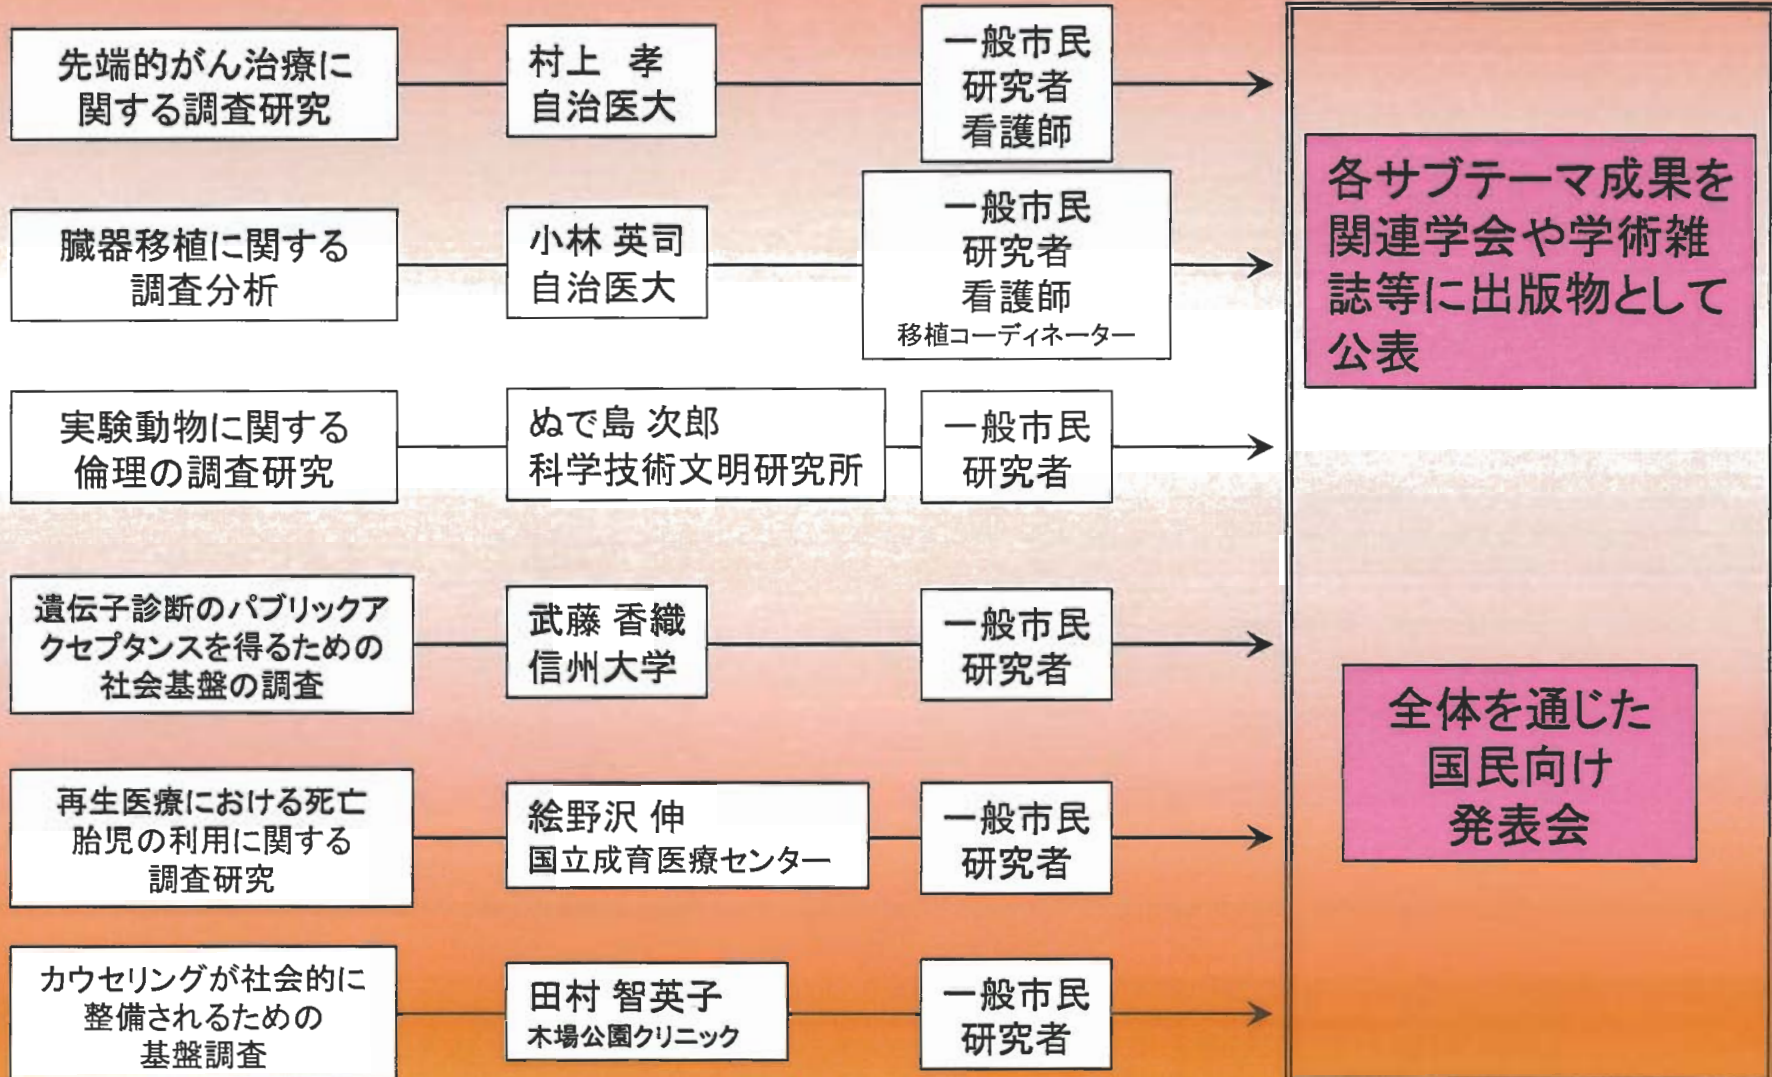 先端的がん治療に
関する調査研究
村上 孝
自治医大
一般市民
研究者
看護師
臓器移植に関する
調査分析
小林 英司
自治医大
一般市民
研究者
看護師
移植コーディネーター
実験動物に関する
倫理の調査研究
ぬで島 次郎
科学技術文明研究所
一般市民
研究者
遺伝子診断のパブリックア
クセプタンスを得るための
社会基盤の調査
武藤 香織
信州大学
一般市民
研究者
再生医療における死亡
胎児の利用に関する
調査研究
絵野沢 伸
国立成育医療センター
一般市民
研究者
カウセリングが社会的に
整備されるための
基盤調査
田村 智英子
木場公園クリニック
一般市民
研究者
各サブテーマ成果を
関連学会や学術雑
誌等に出版物として
公表
全体を通じた
国民向け
発表会